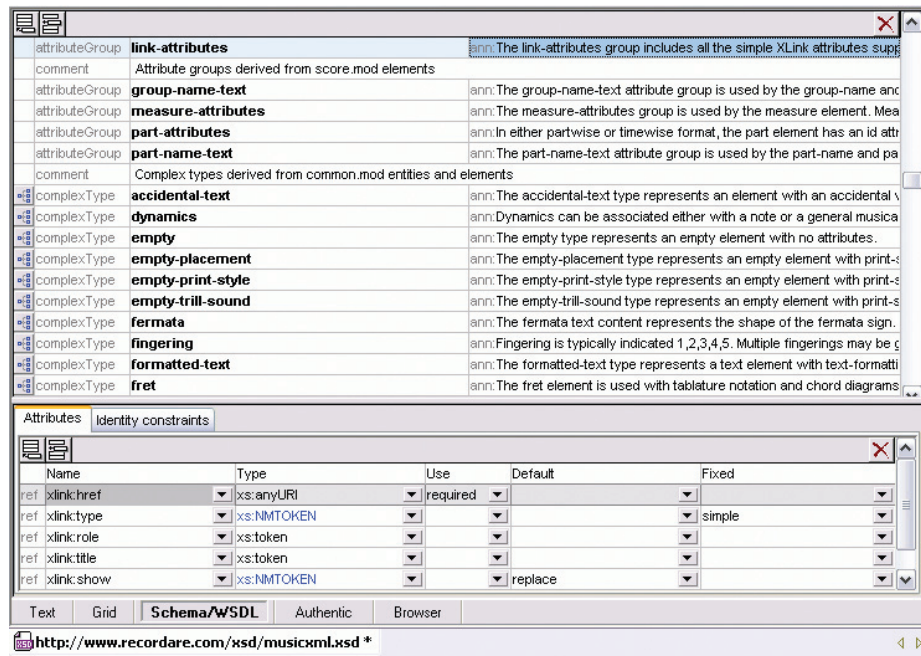 attributeGroup link-attributes ann:The link-attributes group includes all the simple XLink attributes supp
comment Attribute groups derived from score.mod elements
attributeGroup group-name-text ann:The group-name-text attribute group is used by the group-name and
attributeGroup measure-attributes ann:The measure-attributes group is used by the measure element. Mea
attributeGroup part-attributes ann:In either partwise or timewise format, the part element has an id attr
attributeGroup part-name-text ann:The part-name-text attribute group is used by the part-name and pa
comment Complex types derived from common.mod entities and elements
complexType accidental-text ann:The accidental-text type represents an element with an accidental v
complexType dynamics ann:Dynamics can be associated either with a note or a general musica
complexType empty ann:The empty type represents an empty element with no attributes.
complexType empty-placement ann:The empty-placement type represents an empty element with print-s
complexType empty-print-style ann:The empty-print-style type represents an empty element with print-s
complexType empty-trill-sound ann:The empty-trill-sound type represents an empty element with print-s
complexType fermata ann:The fermata text content represents the shape of the fermata sign.
complexType fingering ann:Fingering is typically indicated 1,2,3,4,5. Multiple fingerings may be g
complexType formatted-text ann:The formatted-text type represents a text element with text-formatti
complexType fret ann:The fret element is used with tablature notation and chord diagrams
Attributes Identity constraints
Name Type Use Default Fixed
ref xlink:href xs:anyURI required
ref xlink:type xs:NMTOKEN simple
ref xlink:role xs:token
ref xlink:title xs:token
ref xlink:show xs:NMTOKEN replace
Text Grid Schema/WSDL Authentic Browser
XSD http://www.recordare.com/xsd/musicxml.xsd *